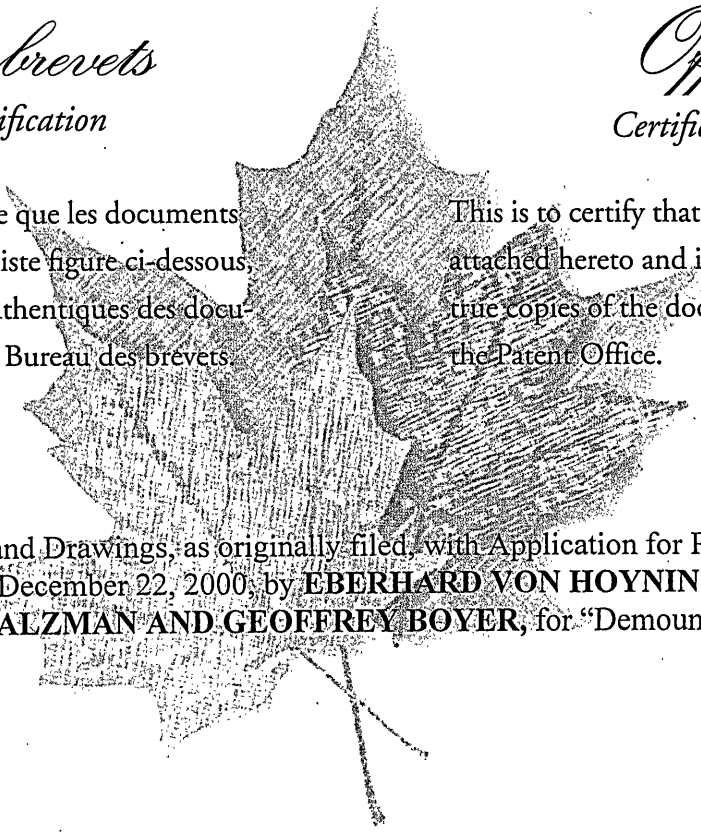 brevets
ification
e que les documents
iste figure ci-dessous,
uthentiques des docu-
Bureau des brevets.
Certific
This is to certify that
attached hereto and i
true copies of the doc
the Patent Office.
and Drawings, as originally filed, with Application for P
December 22, 2000, by EBERHARD VON HOYNIN
ALZMAN AND GEOFFREY BOYER, for “Demoun